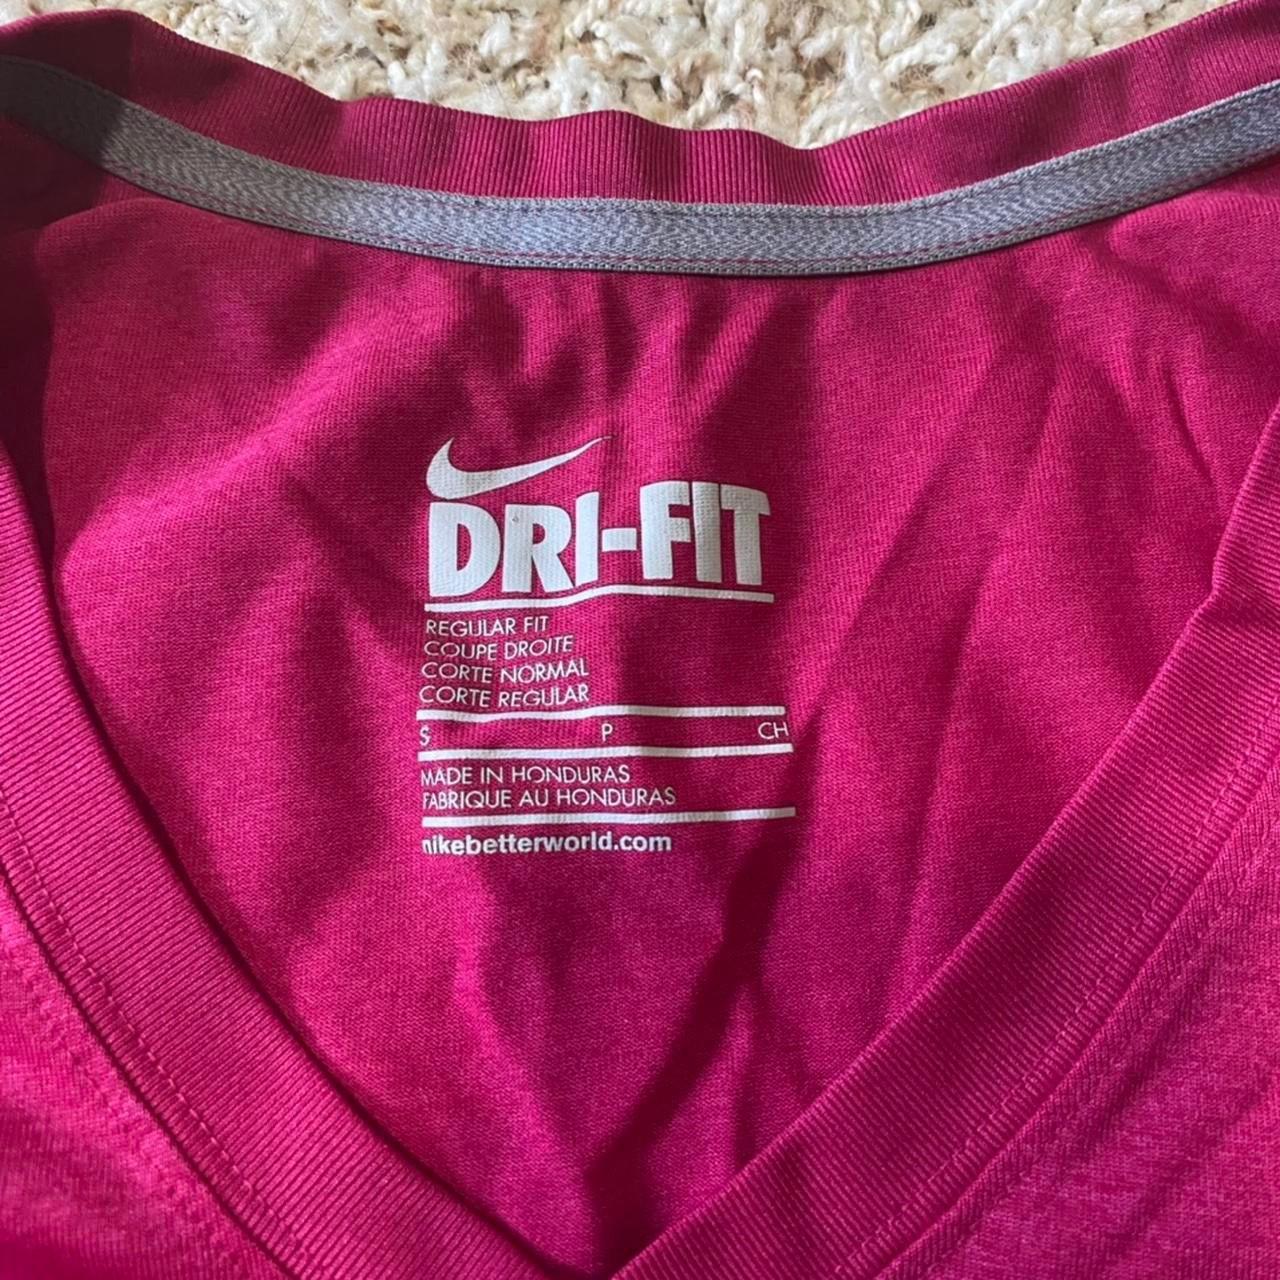 DRI-FIT
REGULAR FIT
COUPE DROITE
CORTE NORMAL
CORTE REGULAR
S P CH
MADE IN HONDURAS
FABRIQUE AU HONDURAS
nikebetterworld.com